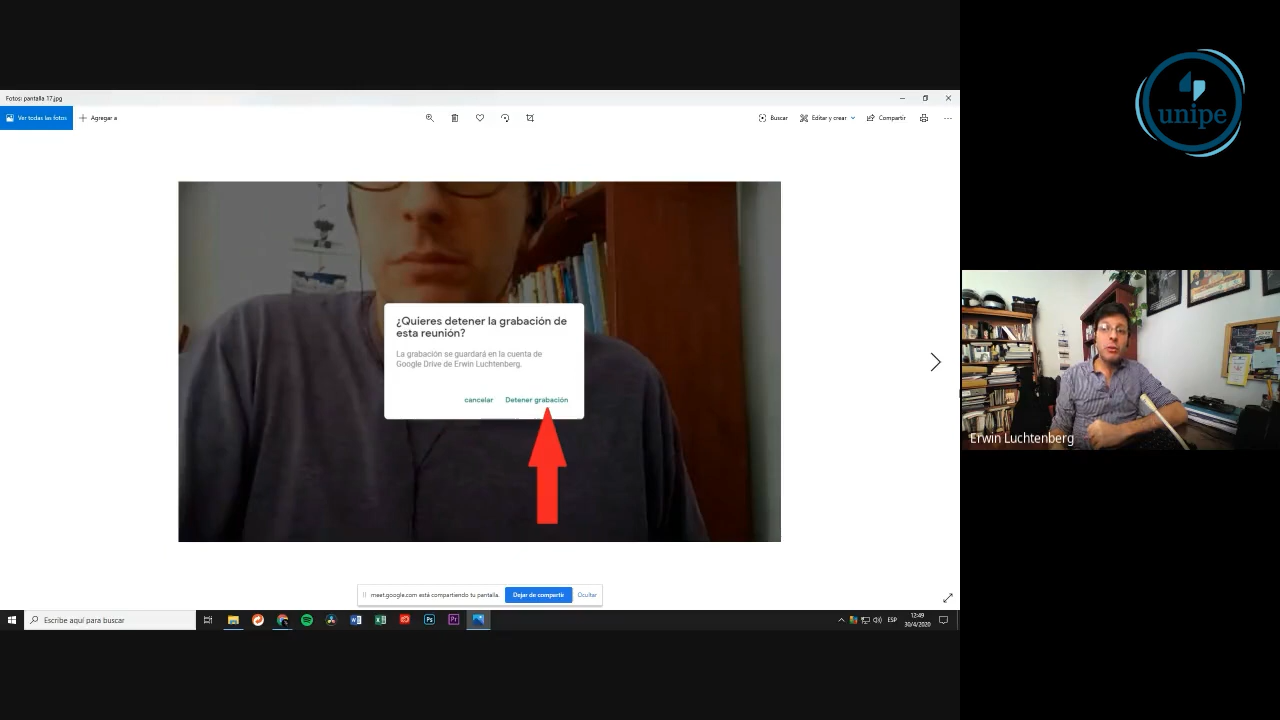 Fotos: pantalla 17.jpg
Ver todas las fotos
Agregar a
Buscar
Editar y crear
Compartir
unipe
¿Quieres detener la grabación de
esta reunión?
La grabación se guardará en la cuenta de
Google Drive de Erwin Luchtenberg.
cancelar
Detener grabación
Erwin Luchtenberg
meet.google.com está compartiendo tu pantalla.
Dejar de compartir
Ocultar
Escribe aquí para buscar
ESP
12:49
30/4/2020